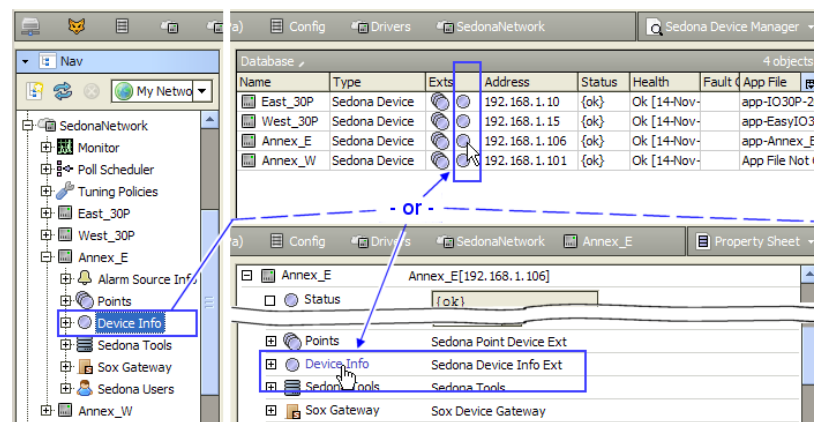 a) Config Drivers SedonaNetwork Sedona Device Manager
Nav
My Netwo
SedonaNetwork
Monitor
Poll Scheduler
Tuning Policies
East_30P
West_30P
Annex_E
Alarm Source Info
Points
Device Info
Sedona Tools
Sox Gateway
Sedona Users
Annex_W
Database 4 objects
Name Type Exts Address Status Health Fault App File
East_30P Sedona Device 192.168.1.10 {ok} Ok [14-Nov- app-IO30P-2
West_30P Sedona Device 192.168.1.15 {ok} Ok [14-Nov- app-EasyIO3
Annex_E Sedona Device 192.168.1.106 {ok} Ok [14-Nov- app-Annex_E
Annex_W Sedona Device 192.168.1.101 {ok} Ok [14-Nov- App File Not
- or -
a) Config Drivers SedonaNetwork Annex_E Property Sheet
Annex_E Annex_E[192.168.1.106]
Status {ok}
Points Sedona Point Device Ext
Device Info Sedona Device Info Ext
Sedona Tools Sedona Tools
Sox Gateway Sox Device Gateway